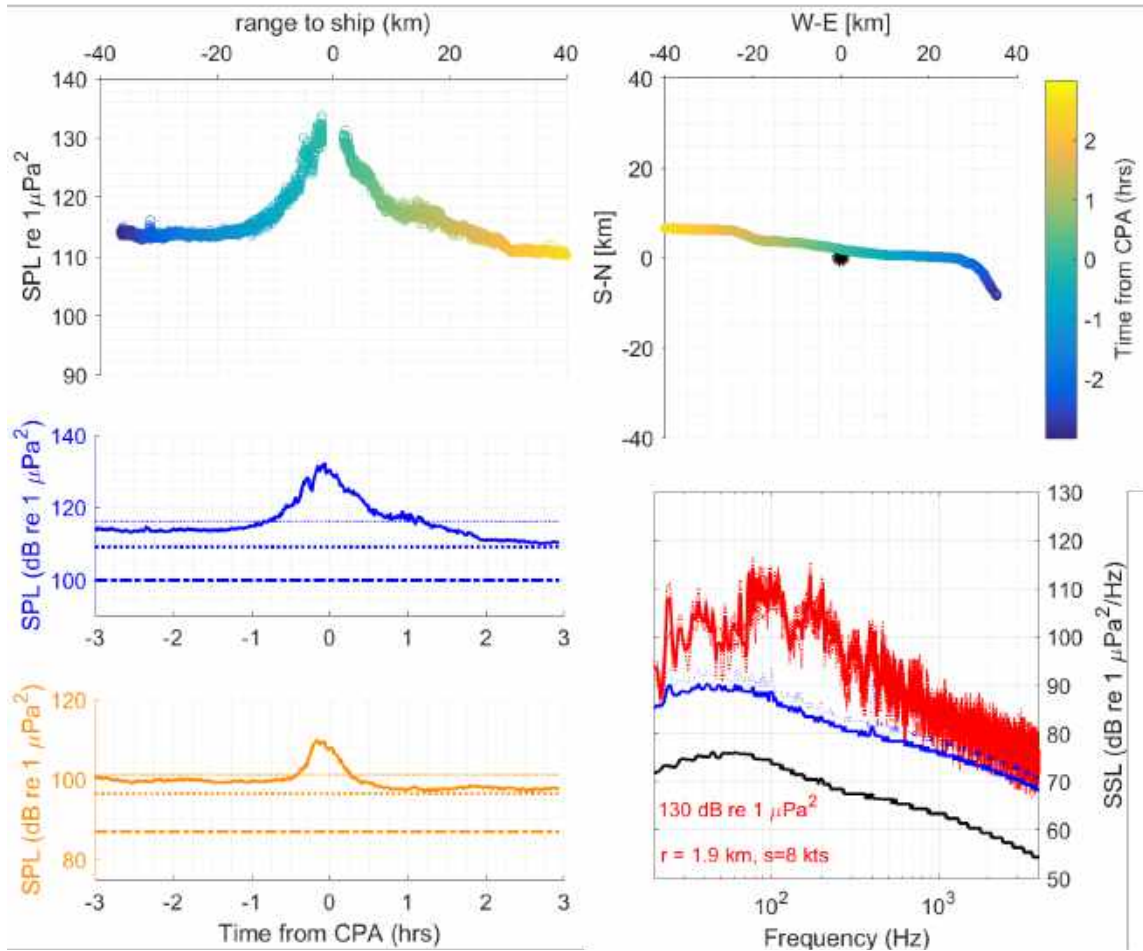 range to ship (km)
-40 -20 0 20 40
140
130
120
110
100
90
SPL re 1μPa²
W-E [km]
-40 -20 0 20 40
40
20
0
-20
-40
S-N [km]
2
1
0
-1
-2
Time from CPA (hrs)
140
120
100
SPL (dB re 1 μPa²)
-3 -2 -1 0 1 2 3
120
100
80
SPL (dB re 1 μPa²)
-3 -2 -1 0 1 2 3
Time from CPA (hrs)
130
120
110
100
90
80
70
60
50
SSL (dB re 1 μPa²/Hz)
130 dB re 1 μPa²
r = 1.9 km, s=8 kts
10² 10³
Frequency (Hz)